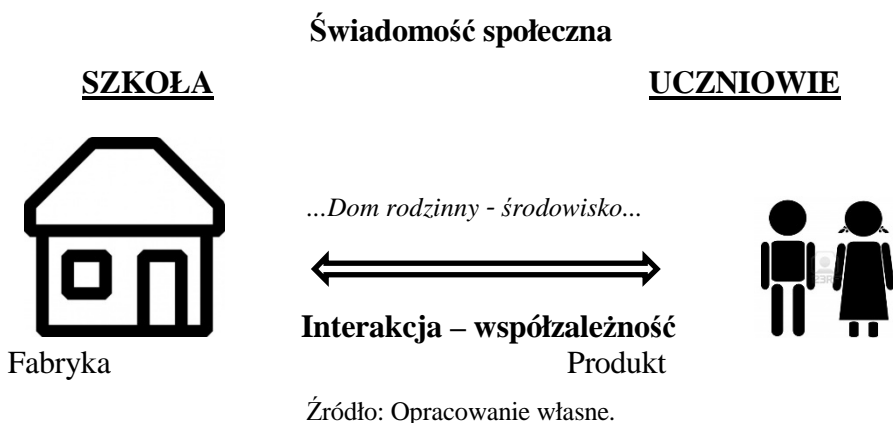 Świadomość społeczna
SZKOŁA UCZNIOWIE
...Dom rodzinny - środowisko...
Interakcja – współzależność
Fabryka Produkt
Źródło: Opracowanie własne.